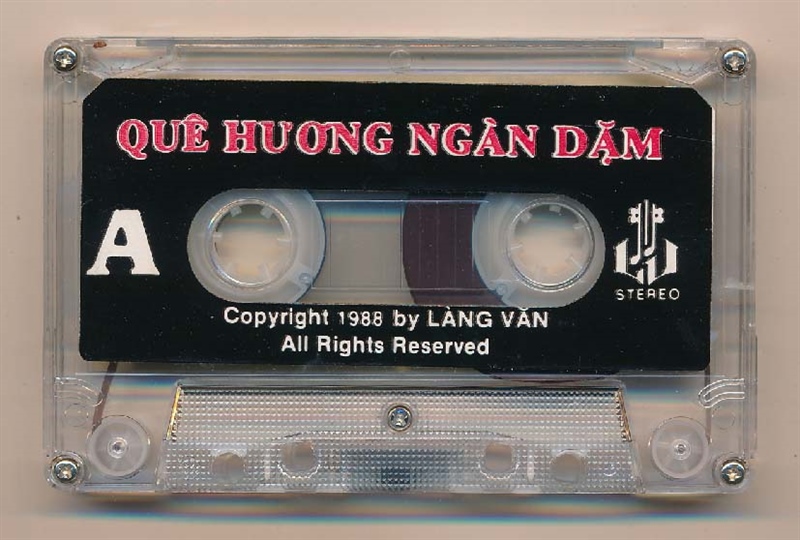 QUÊ HƯƠNG NGÀN DẶM
A
STEREO
Copyright 1988 by LÀNG VĂN
All Rights Reserved